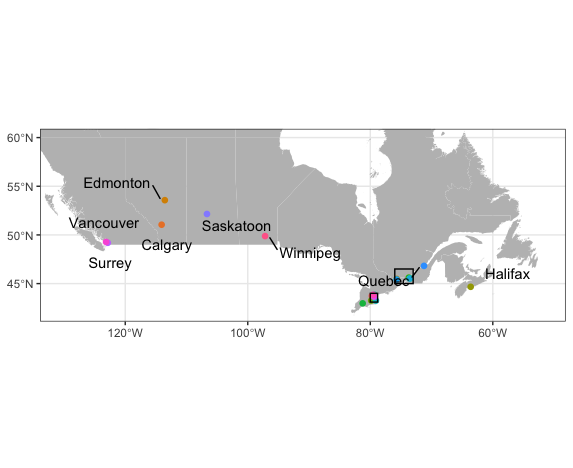 60°N
55°N
50°N
45°N
Edmonton
Vancouver
Saskatoon
Calgary
Winnipeg
Surrey
Quebec
Halifax
120°W
100°W
80°W
60°W